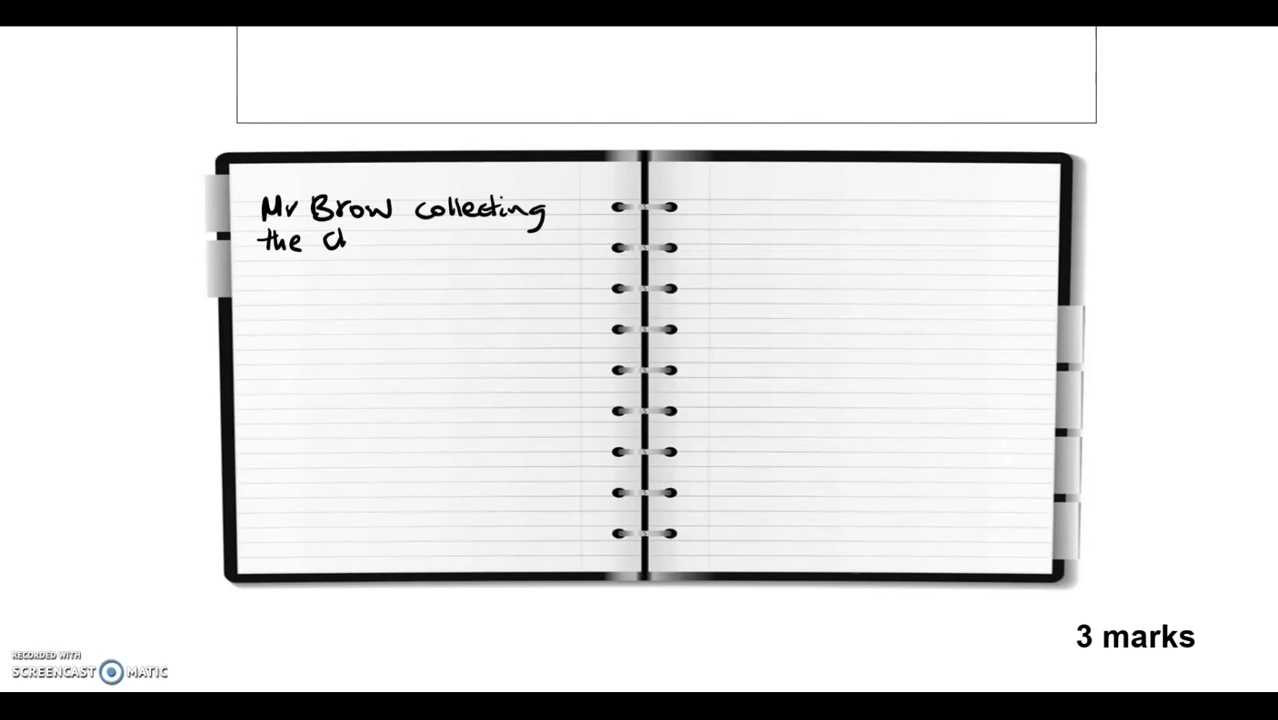 Mr Brow collecting
the
3 marks
RECORDED WITH
SCREENCAST MATIC